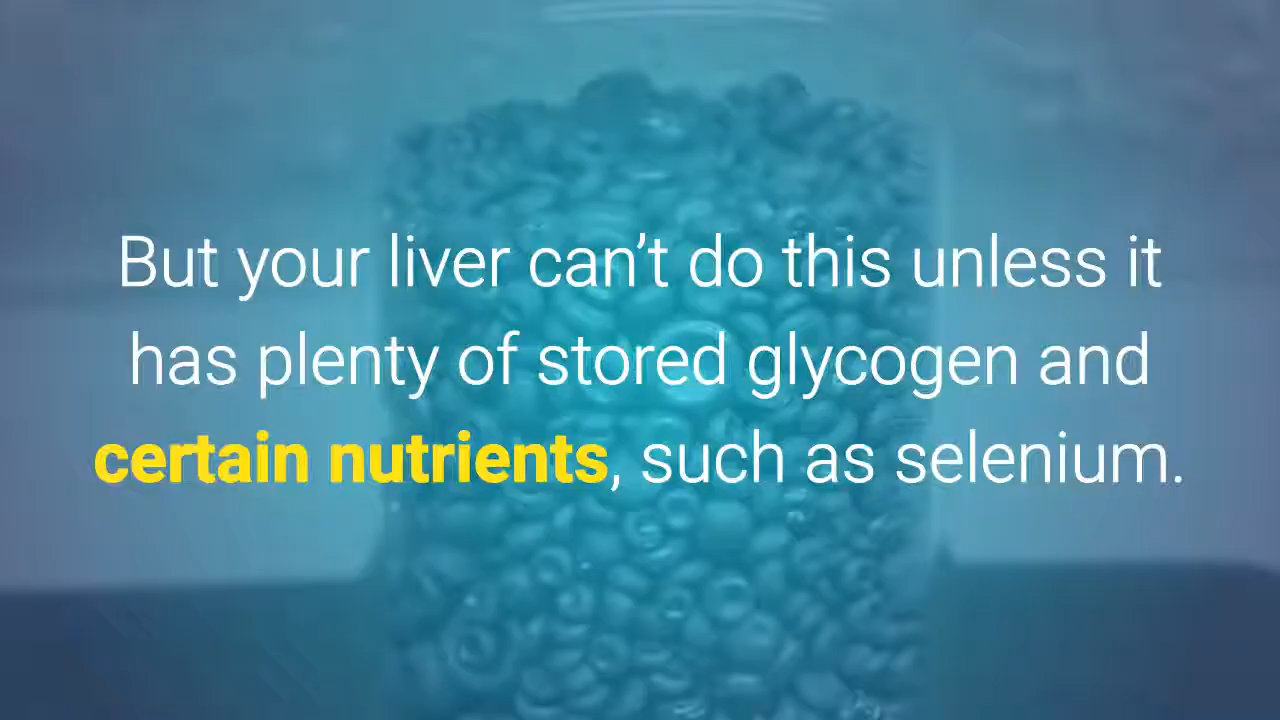 But your liver can’t do this unless it
has plenty of stored glycogen and
certain nutrients, such as selenium.